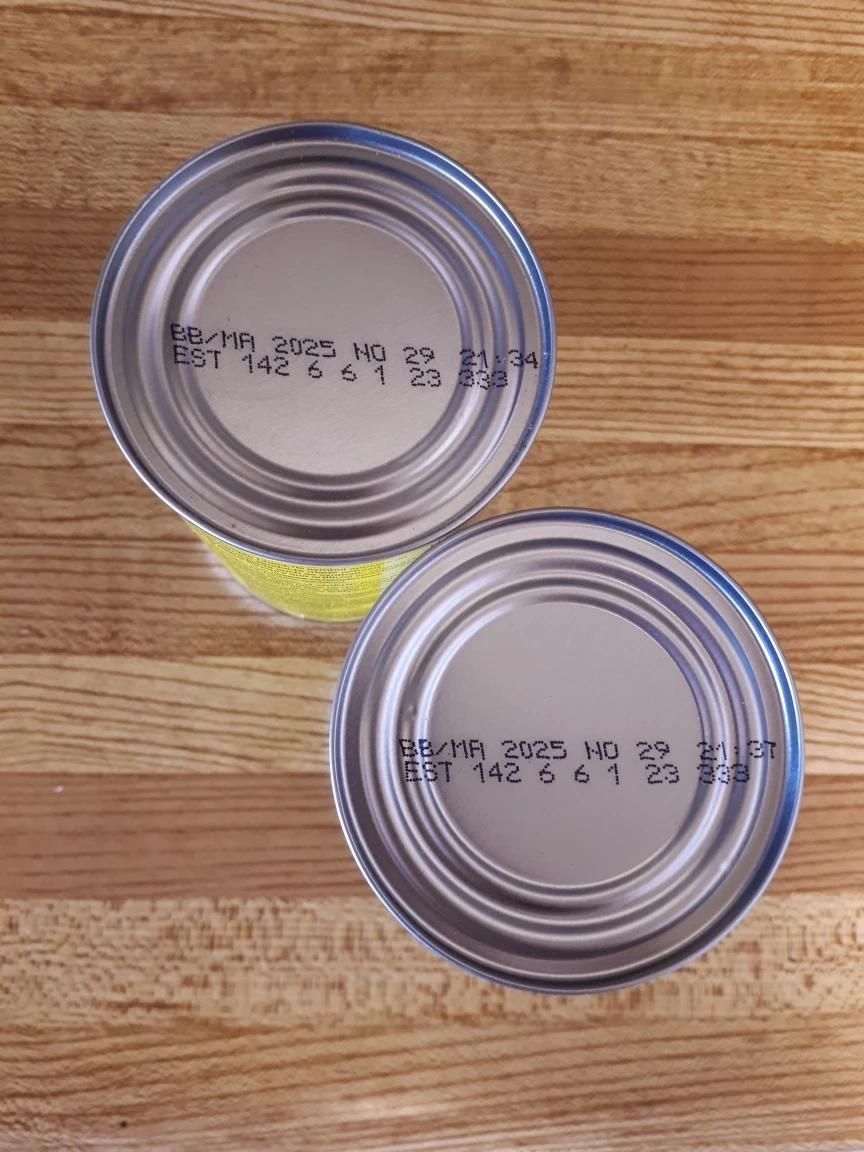 BB/MA 2025 NO 29 21:34
EST 142 6 6 1 23 333
BB/MA 2025 NO 29 21:37
EST 142 6 6 1 23 333